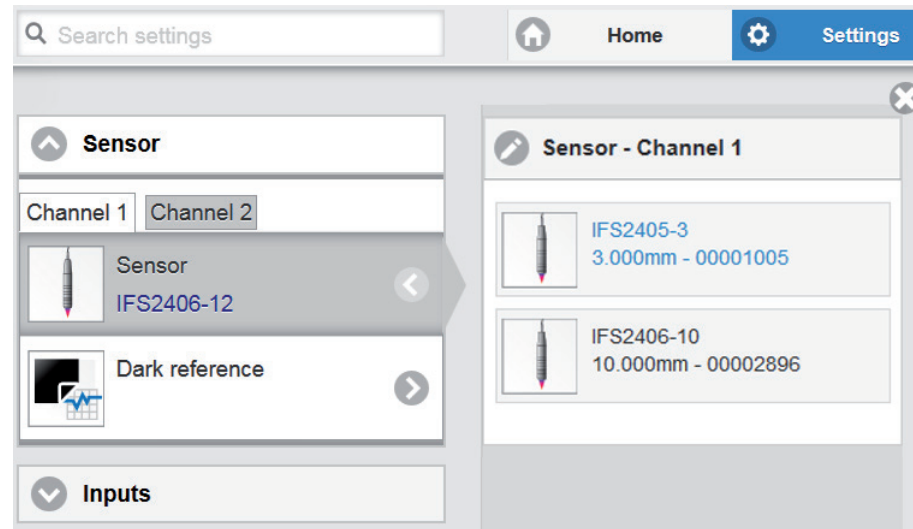 Search settings
Home
Settings
Sensor
Channel 1
Channel 2
Sensor
IFS2406-12
Dark reference
Inputs
Sensor - Channel 1
IFS2405-3
3.000mm - 00001005
IFS2406-10
10.000mm - 00002896